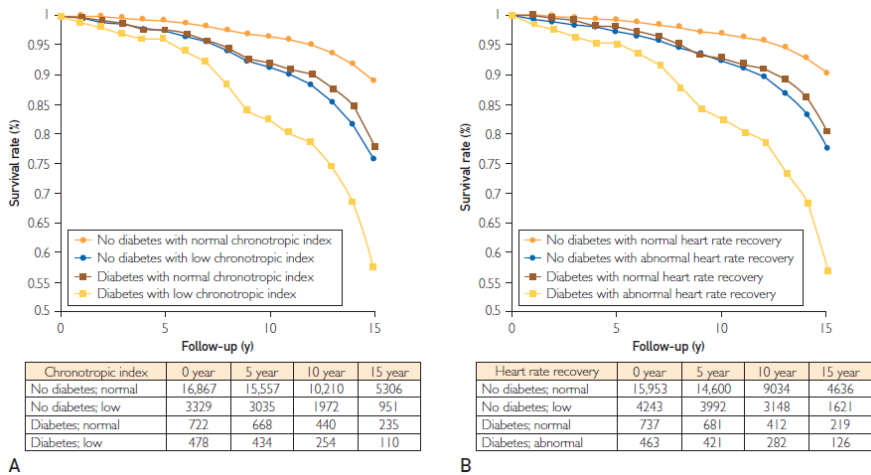 1
0.95
0.9
0.85
0.8
0.75
0.7
0.65
0.6
0.55
0.5
Survival rate (%)
No diabetes with normal chronotropic index
No diabetes with low chronotropic index
Diabetes with normal chronotropic index
Diabetes with low chronotropic index
0 5 10 15
Follow-up (y)
Chronotropic index 0 year 5 year 10 year 15 year
No diabetes; normal 16,867 15,557 10,210 5306
No diabetes; low 3329 3035 1972 951
Diabetes; normal 722 668 440 235
Diabetes; low 478 434 254 110
A
1
0.95
0.9
0.85
0.8
0.75
0.7
0.65
0.6
0.55
0.5
Survival rate (%)
No diabetes with normal heart rate recovery
No diabetes with abnormal heart rate recovery
Diabetes with normal heart rate recovery
Diabetes with abnormal heart rate recovery
0 5 10 15
Follow-up (y)
Heart rate recovery 0 year 5 year 10 year 15 year
No diabetes; normal 15,953 14,600 9034 4636
No diabetes; low 4243 3992 3148 1621
Diabetes; normal 737 681 412 219
Diabetes; abnormal 463 421 282 126
B